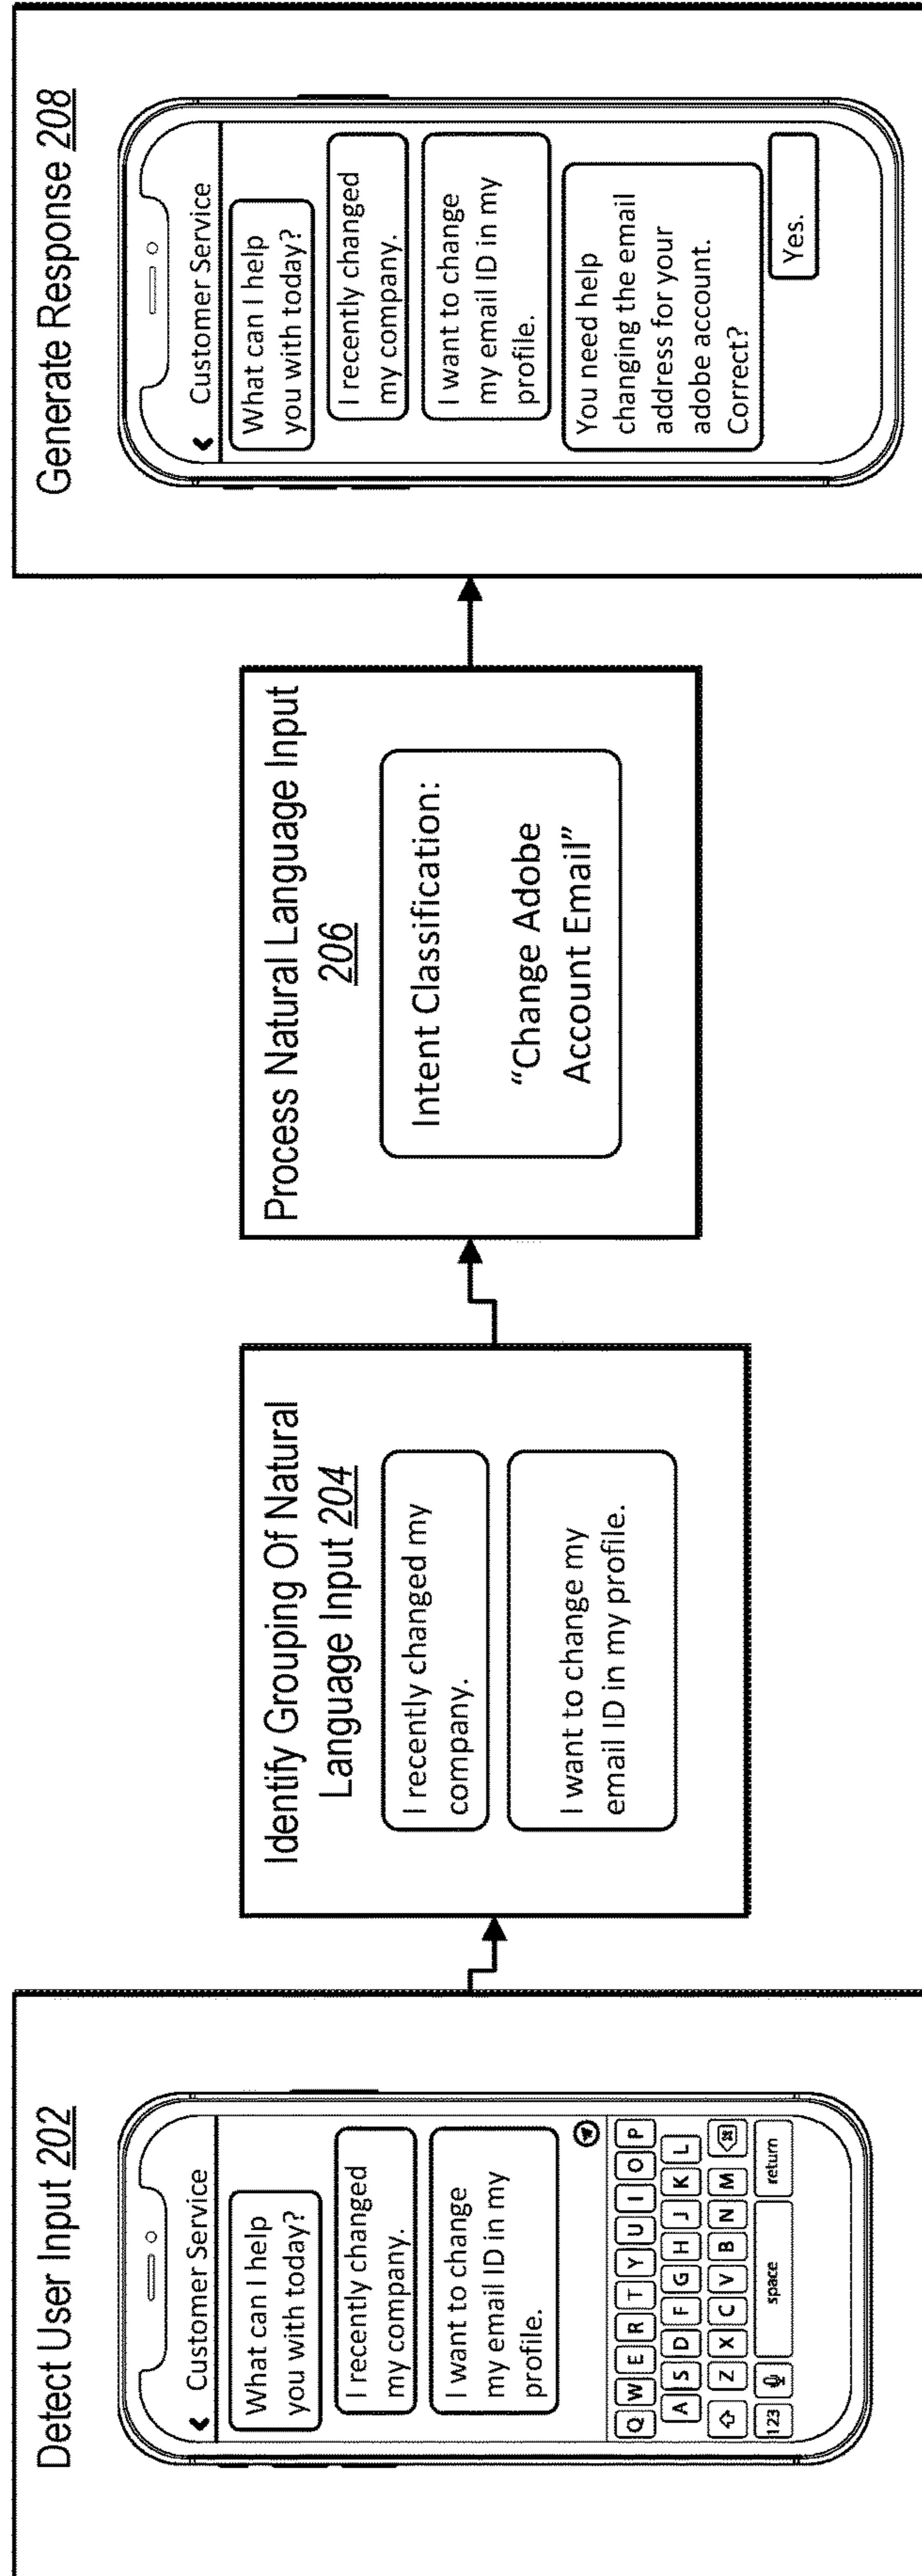 Detect User Input 202
Customer Service
What can I help
you with today?
I recently changed
my company.
I want to change
my email ID in my
profile.
Q W E R T Y U I O P
A S D F G H J K L
Z X C V B N M
123 space return
Identify Grouping Of Natural
Language Input 204
I recently changed my
company.
I want to change my
email ID in my profile.
Process Natural Language Input
206
Intent Classification:
“Change Adobe
Account Email”
Generate Response 208
Customer Service
What can I help
you with today?
I recently changed
my company.
I want to change
my email ID in my
profile.
You need help
changing the email
address for your
adobe account.
Correct?
Yes.